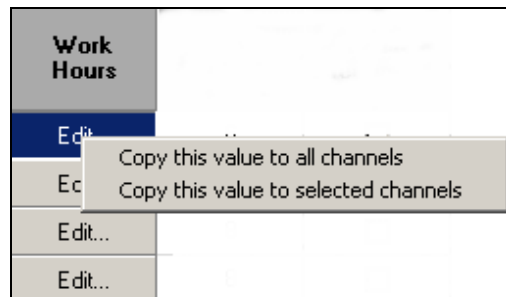 Work
Hours
Copy this value to all channels
Copy this value to selected channels
Edit...
Edit...